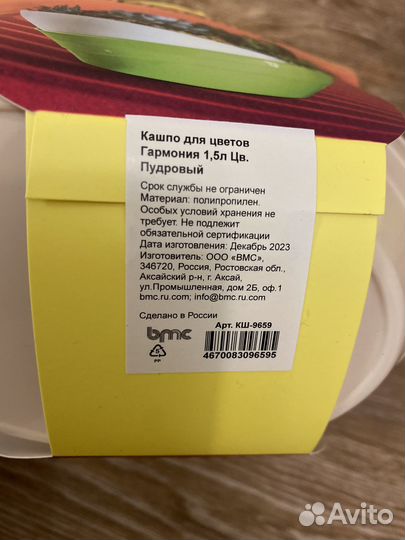 Кашпо для цветов
Гармония 1,5л Цв.
Пудровый
Срок службы не ограничен
Материал: полипропилен.
Особых условий хранения не
требует. Не подлежит
обязательной сертификации
Дата изготовления: Декабрь 2023
Изготовитель: ООО «ВМС»,
346720, Россия, Ростовская обл.,
Аксайский р-н, г. Аксай,
ул.Промышленная, дом 2Б, оф.1
bmc.ru.com; info@bmc.ru.com
Сделано в России
Арт. КШ-9659
bmc
5
PP
4670083096595
Avito